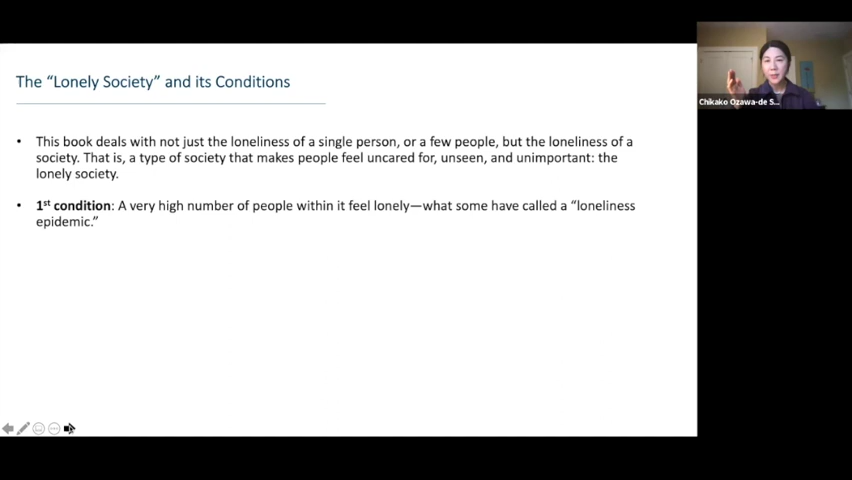 The “Lonely Society” and its Conditions
Chikako Ozawa-de S...
• This book deals with not just the loneliness of a single person, or a few people, but the loneliness of a
society. That is, a type of society that makes people feel uncared for, unseen, and unimportant: the
lonely society.
• 1st condition: A very high number of people within it feel lonely—what some have called a “loneliness
epidemic.”